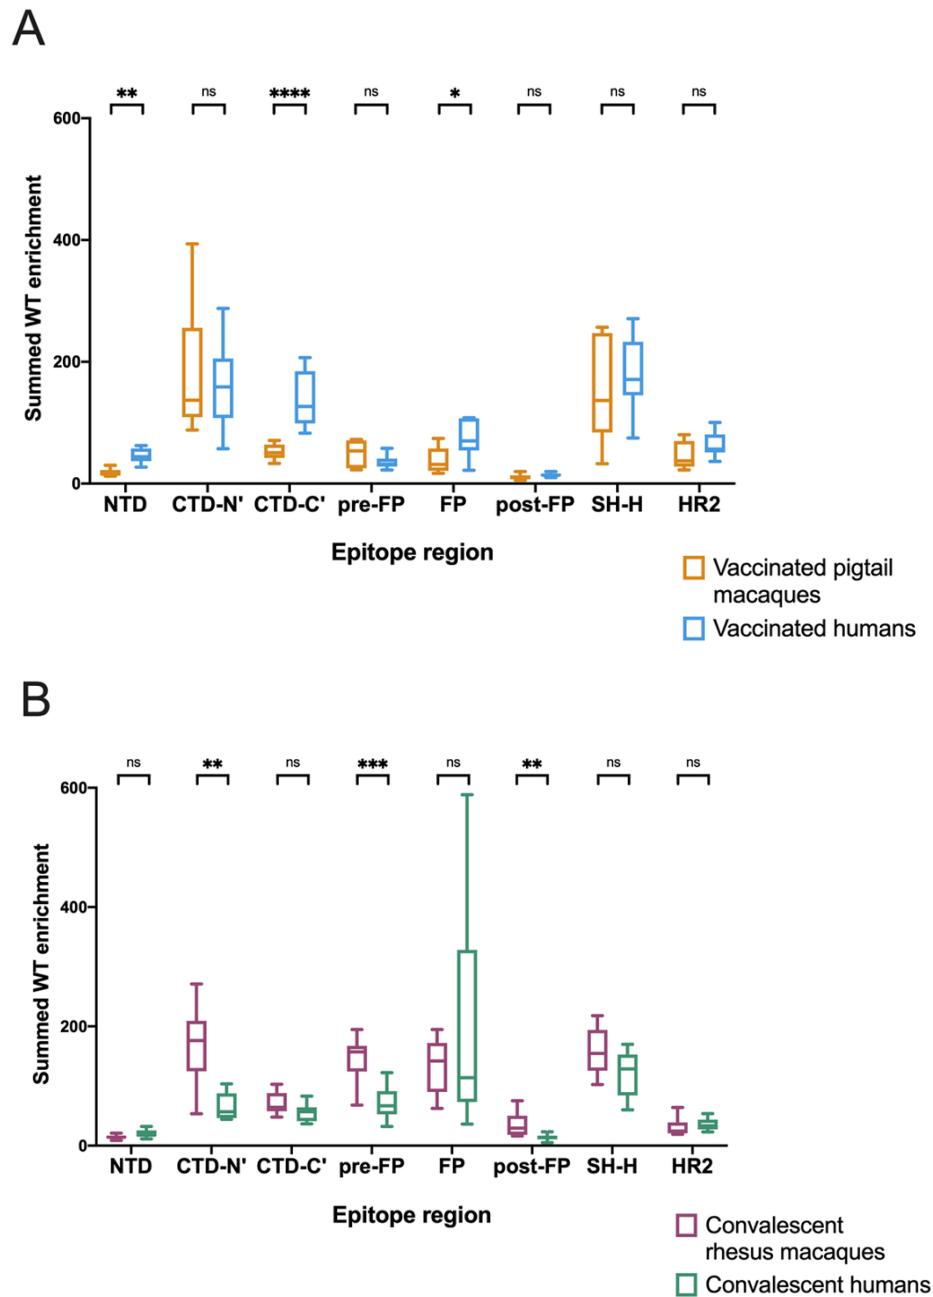 A
** ns **** ns * ns ns ns
600
400
200
0
Summed WT enrichment
NTD CTD-N' CTD-C' pre-FP FP post-FP SH-H HR2
Epitope region
Vaccinated pigtail
macaques
Vaccinated humans
B
ns ** ns *** ns ** ns ns
600
400
200
0
Summed WT enrichment
NTD CTD-N' CTD-C' pre-FP FP post-FP SH-H HR2
Epitope region
Convalescent
rhesus macaques
Convalescent humans